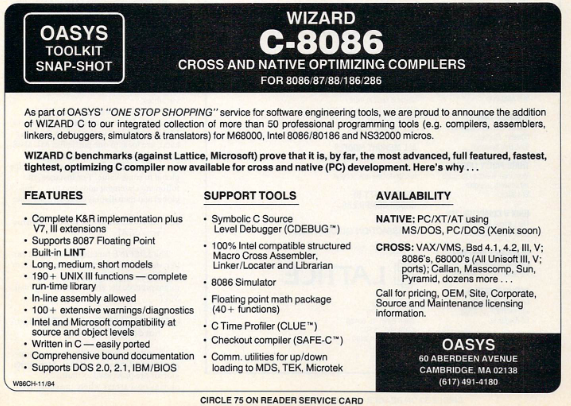 OASYS
TOOLKIT
SNAP-SHOT
WIZARD
C-8086
CROSS AND NATIVE OPTIMIZING COMPILERS
FOR 8086/87/88/186/286
As part of OASYS' "ONE STOP SHOPPING" service for software engineering tools, we are proud to announce the addition
of WIZARD C to our integrated collection of more than 50 professional programming tools (e.g. compilers, assemblers,
linkers, debuggers, simulators & translators) for M68000, Intel 8086/80186 and NS32000 micros.
WIZARD C benchmarks (against Lattice, Microsoft) prove that it is, by far, the most advanced, full featured, fastest,
tightest, optimizing C compiler now available for cross and native (PC) development. Here's why . . .
FEATURES
• Complete K&R implementation plus
V7, III extensions
• Supports 8087 Floating Point
• Built-in LINT
• Long, medium, short models
• 190+ UNIX III functions — complete
run-time library
• In-line assembly allowed
• 100+ extensive warnings/diagnostics
• Intel and Microsoft compatibility at
source and object levels
• Written in C — easily ported
• Comprehensive bound documentation
• Supports DOS 2.0, 2.1, IBM/BIOS
W86CH-11/84
SUPPORT TOOLS
• Symbolic C Source
Level Debugger (CDEBUG™)
• 100% Intel compatible structured
Macro Cross Assembler,
Linker/Locater and Librarian
• 8086 Simulator
• Floating point math package
(40+ functions)
• C Time Profiler (CLUE™)
• Checkout compiler (SAFE-C™)
• Comm. utilities for up/down
loading to MDS, TEK, Microtek
AVAILABILITY
NATIVE: PC/XT/AT using
MS/DOS, PC/DOS (Xenix soon)
CROSS: VAX/VMS, Bsd 4.1, 4.2, III, V;
8086's, 68000's (All Unisoft III, V;
ports); Callan, Masscomp, Sun,
Pyramid, dozens more . . .
Call for pricing, OEM, Site, Corporate,
Source and Maintenance licensing
information.
OASYS
60 ABERDEEN AVENUE
CAMBRIDGE, MA 02138
(617) 491-4180
CIRCLE 75 ON READER SERVICE CARD